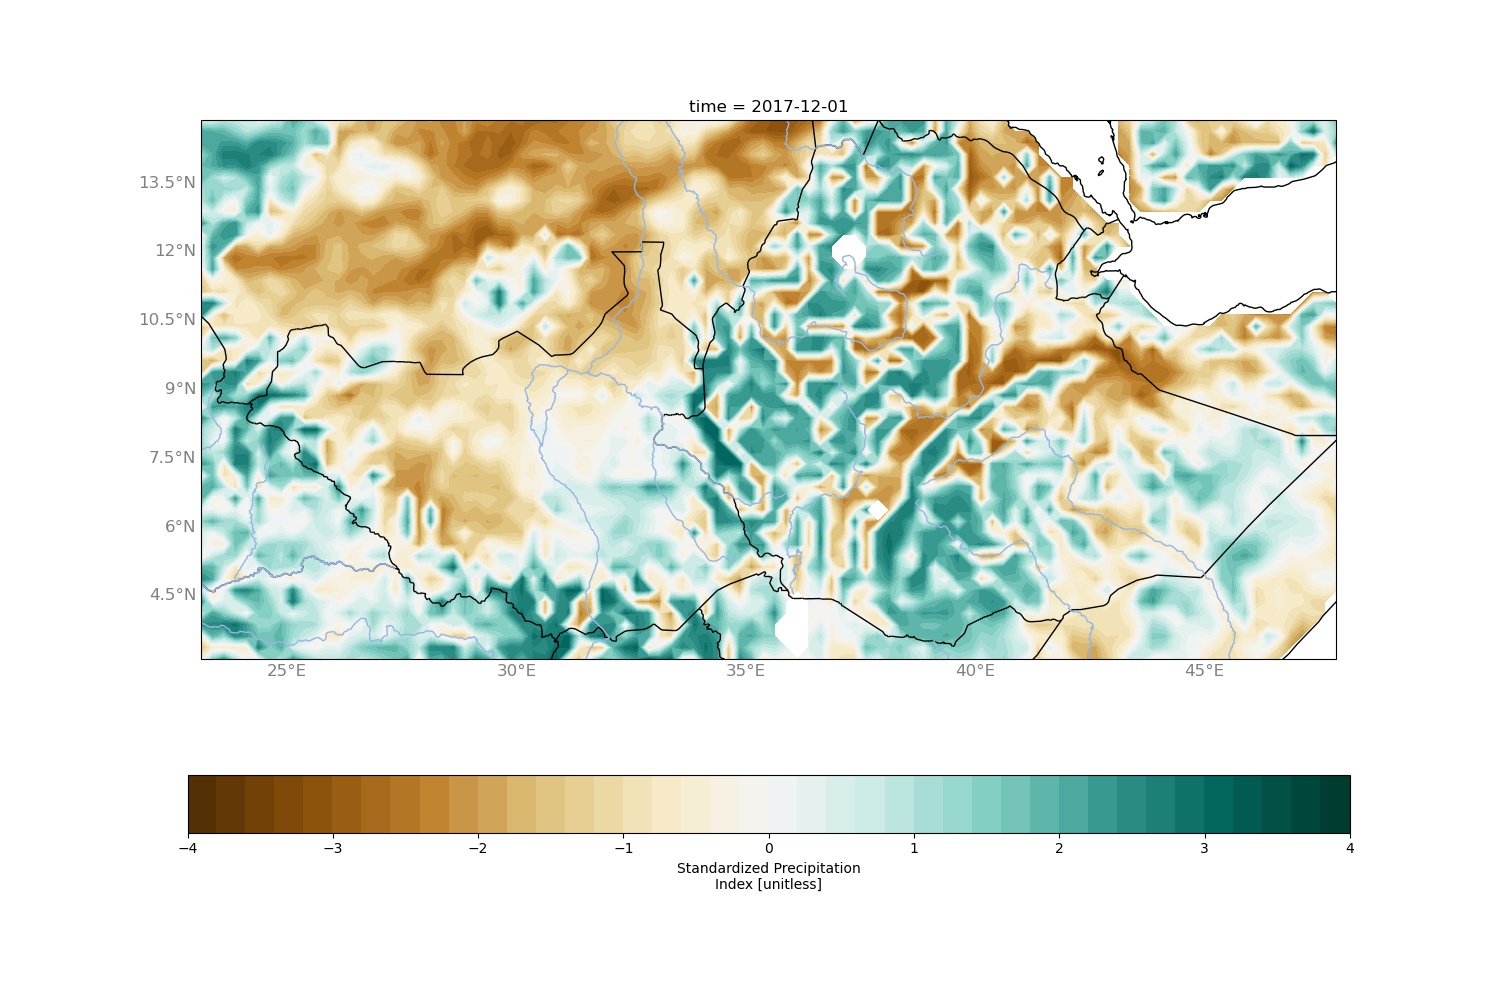 time = 2017-12-01
13.5°N
12°N
10.5°N
9°N
7.5°N
6°N
4.5°N
25°E 30°E 35°E 40°E 45°E
−4 −3 −2 −1 0 1 2 3 4
Standardized Precipitation
Index [unitless]